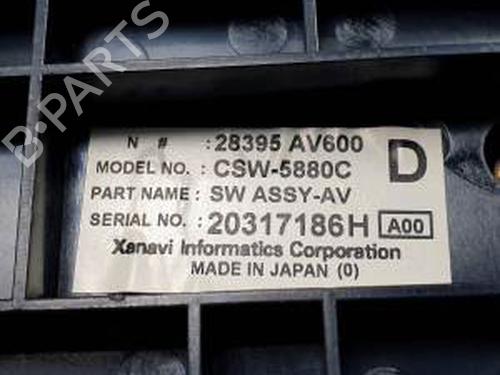 N # : 28395 AV600
MODEL NO. : CSW-5880C
PART NAME : SW ASSY-AV
SERIAL NO. : 20317186H A00
D
Xanavi Informatics Corporation
MADE IN JAPAN (0)